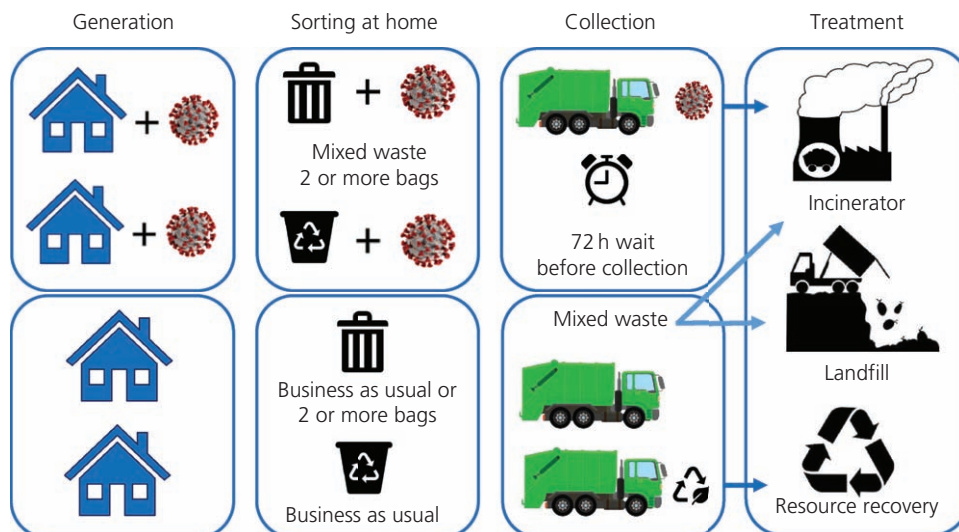 Generation
Sorting at home
Collection
Treatment
Mixed waste
2 or more bags
72 h wait
before collection
Incinerator
Business as usual or
2 or more bags
Business as usual
Mixed waste
Landfill
Resource recovery